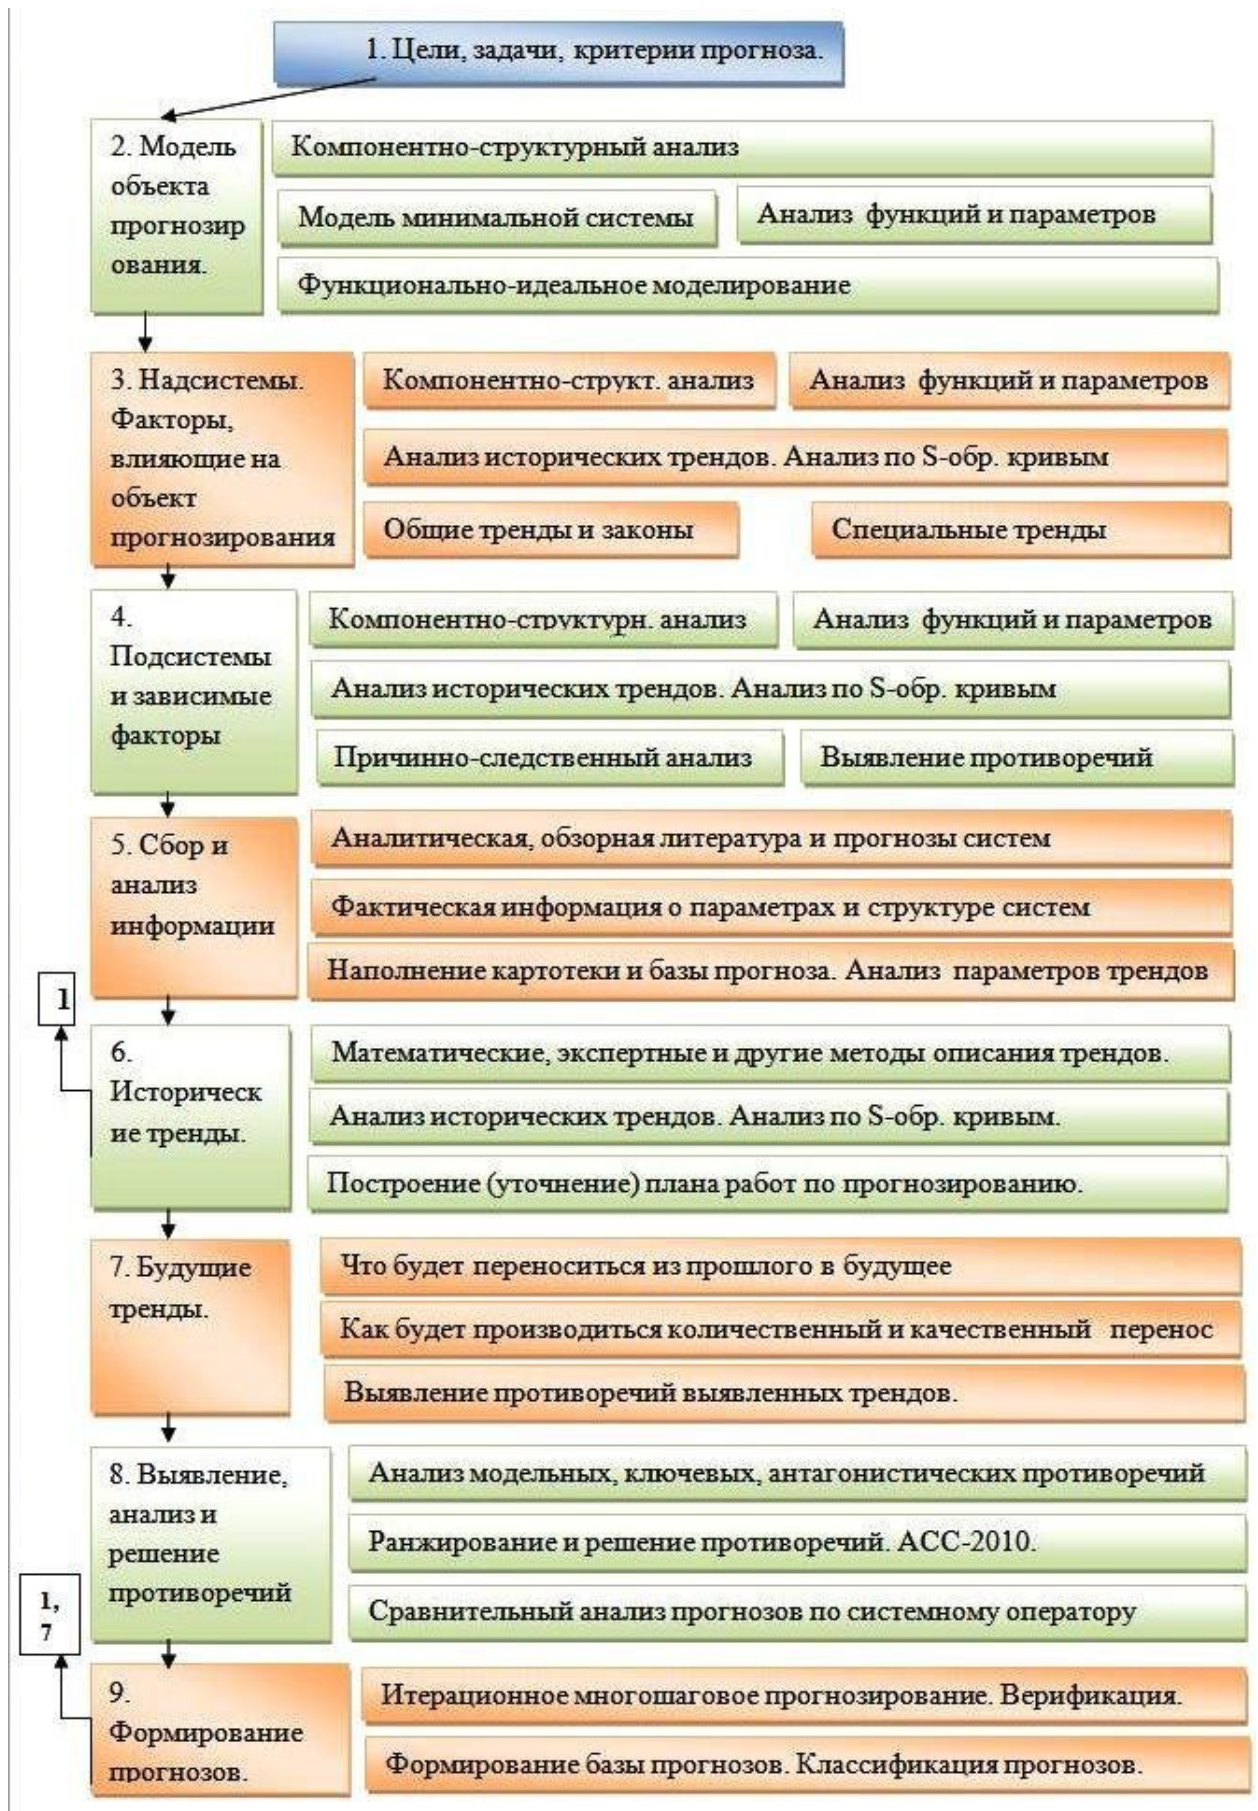 1. Цели, задачи, критерии прогноза.
2. Модель
объекта
прогнозир
ования.
Компонентно-структурный анализ
Модель минимальной системы
Анализ функций и параметров
Функционально-идеальное моделирование
3. Надсистемы.
Факторы,
влияющие на
объект
прогнозирования
Компонентно-структ. анализ
Анализ функций и параметров
Анализ исторических трендов. Анализ по S-обр. кривым
Общие тренды и законы
Специальные тренды
4.
Подсистемы
и зависимые
факторы
Компонентно-структурн. анализ
Анализ функций и параметров
Анализ исторических трендов. Анализ по S-обр. кривым
Причинно-следственный анализ
Выявление противоречий
5. Сбор и
анализ
информации
Аналитическая, обзорная литература и прогнозы систем
Фактическая информация о параметрах и структуре систем
Наполнение картотеки и базы прогноза. Анализ параметров трендов
1
6.
Историческ
ие тренды.
Математические, экспертные и другие методы описания трендов.
Анализ исторических трендов. Анализ по S-обр. кривым.
Построение (уточнение) плана работ по прогнозированию.
7. Будущие
тренды.
Что будет переноситься из прошлого в будущее
Как будет производиться количественный и качественный перенос
Выявление противоречий выявленных трендов.
8. Выявление,
анализ и
решение
противоречий
Анализ модельных, ключевых, антагонистических противоречий
Ранжирование и решение противоречий. АСС-2010.
Сравнительный анализ прогнозов по системному оператору
1,
7
9.
Формирование
прогнозов.
Итерационное многошаговое прогнозирование. Верификация.
Формирование базы прогнозов. Классификация прогнозов.